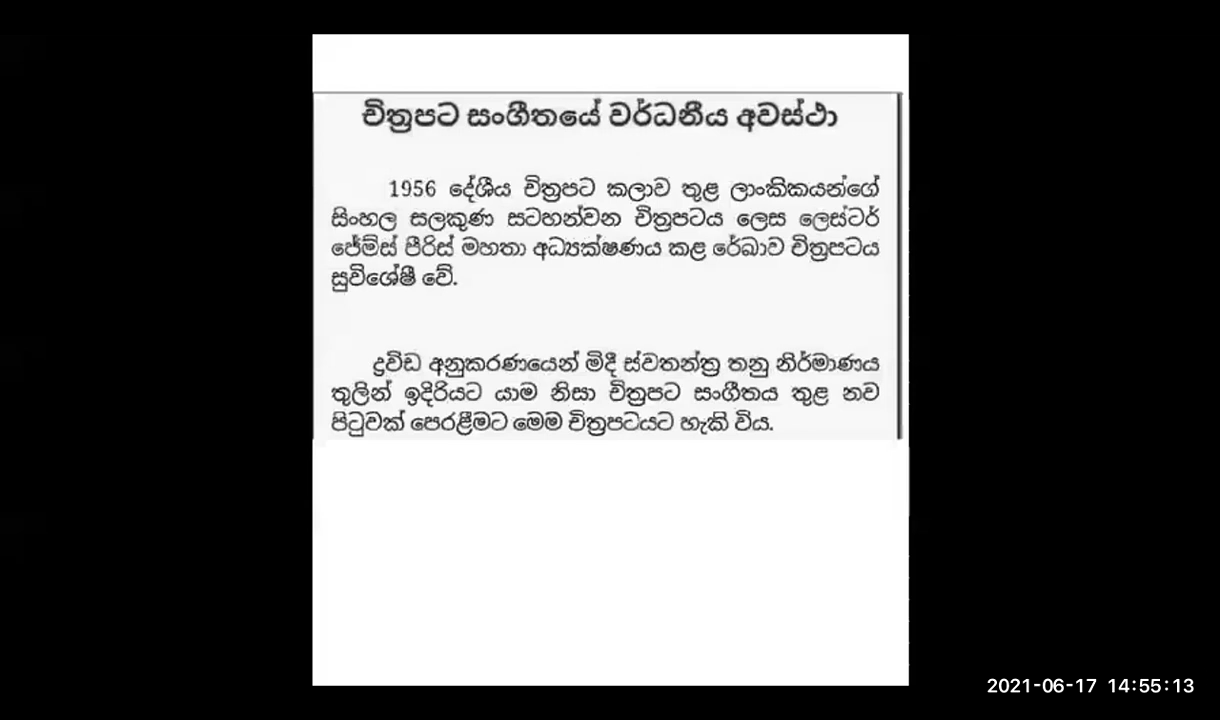 චිත්‍රපට සංගීතයේ වර්ධනීය අවස්ථා
1956 දේශීය චිත්‍රපට කලාව තුළ ලාංකිකයන්ගේ
සිංහල සලකුණ සටහන්වන චිත්‍රපටය ලෙස ලෙස්ටර්
ජේම්ස් පීරිස් මහතා අධ්‍යක්ෂණය කළ රේඛාව චිත්‍රපටය
සුවිශේෂී වේ.
ද්‍රවිඩ අනුකරණයෙන් මිදී ස්වතන්ත්‍ර තනු නිර්මාණය
තුලින් ඉදිරියට යාම නිසා චිත්‍රපට සංගීතය තුළ නව
පිටුවක් පෙරළීමට මෙම චිත්‍රපටයට හැකි විය.
2021-06-17 14:55:13